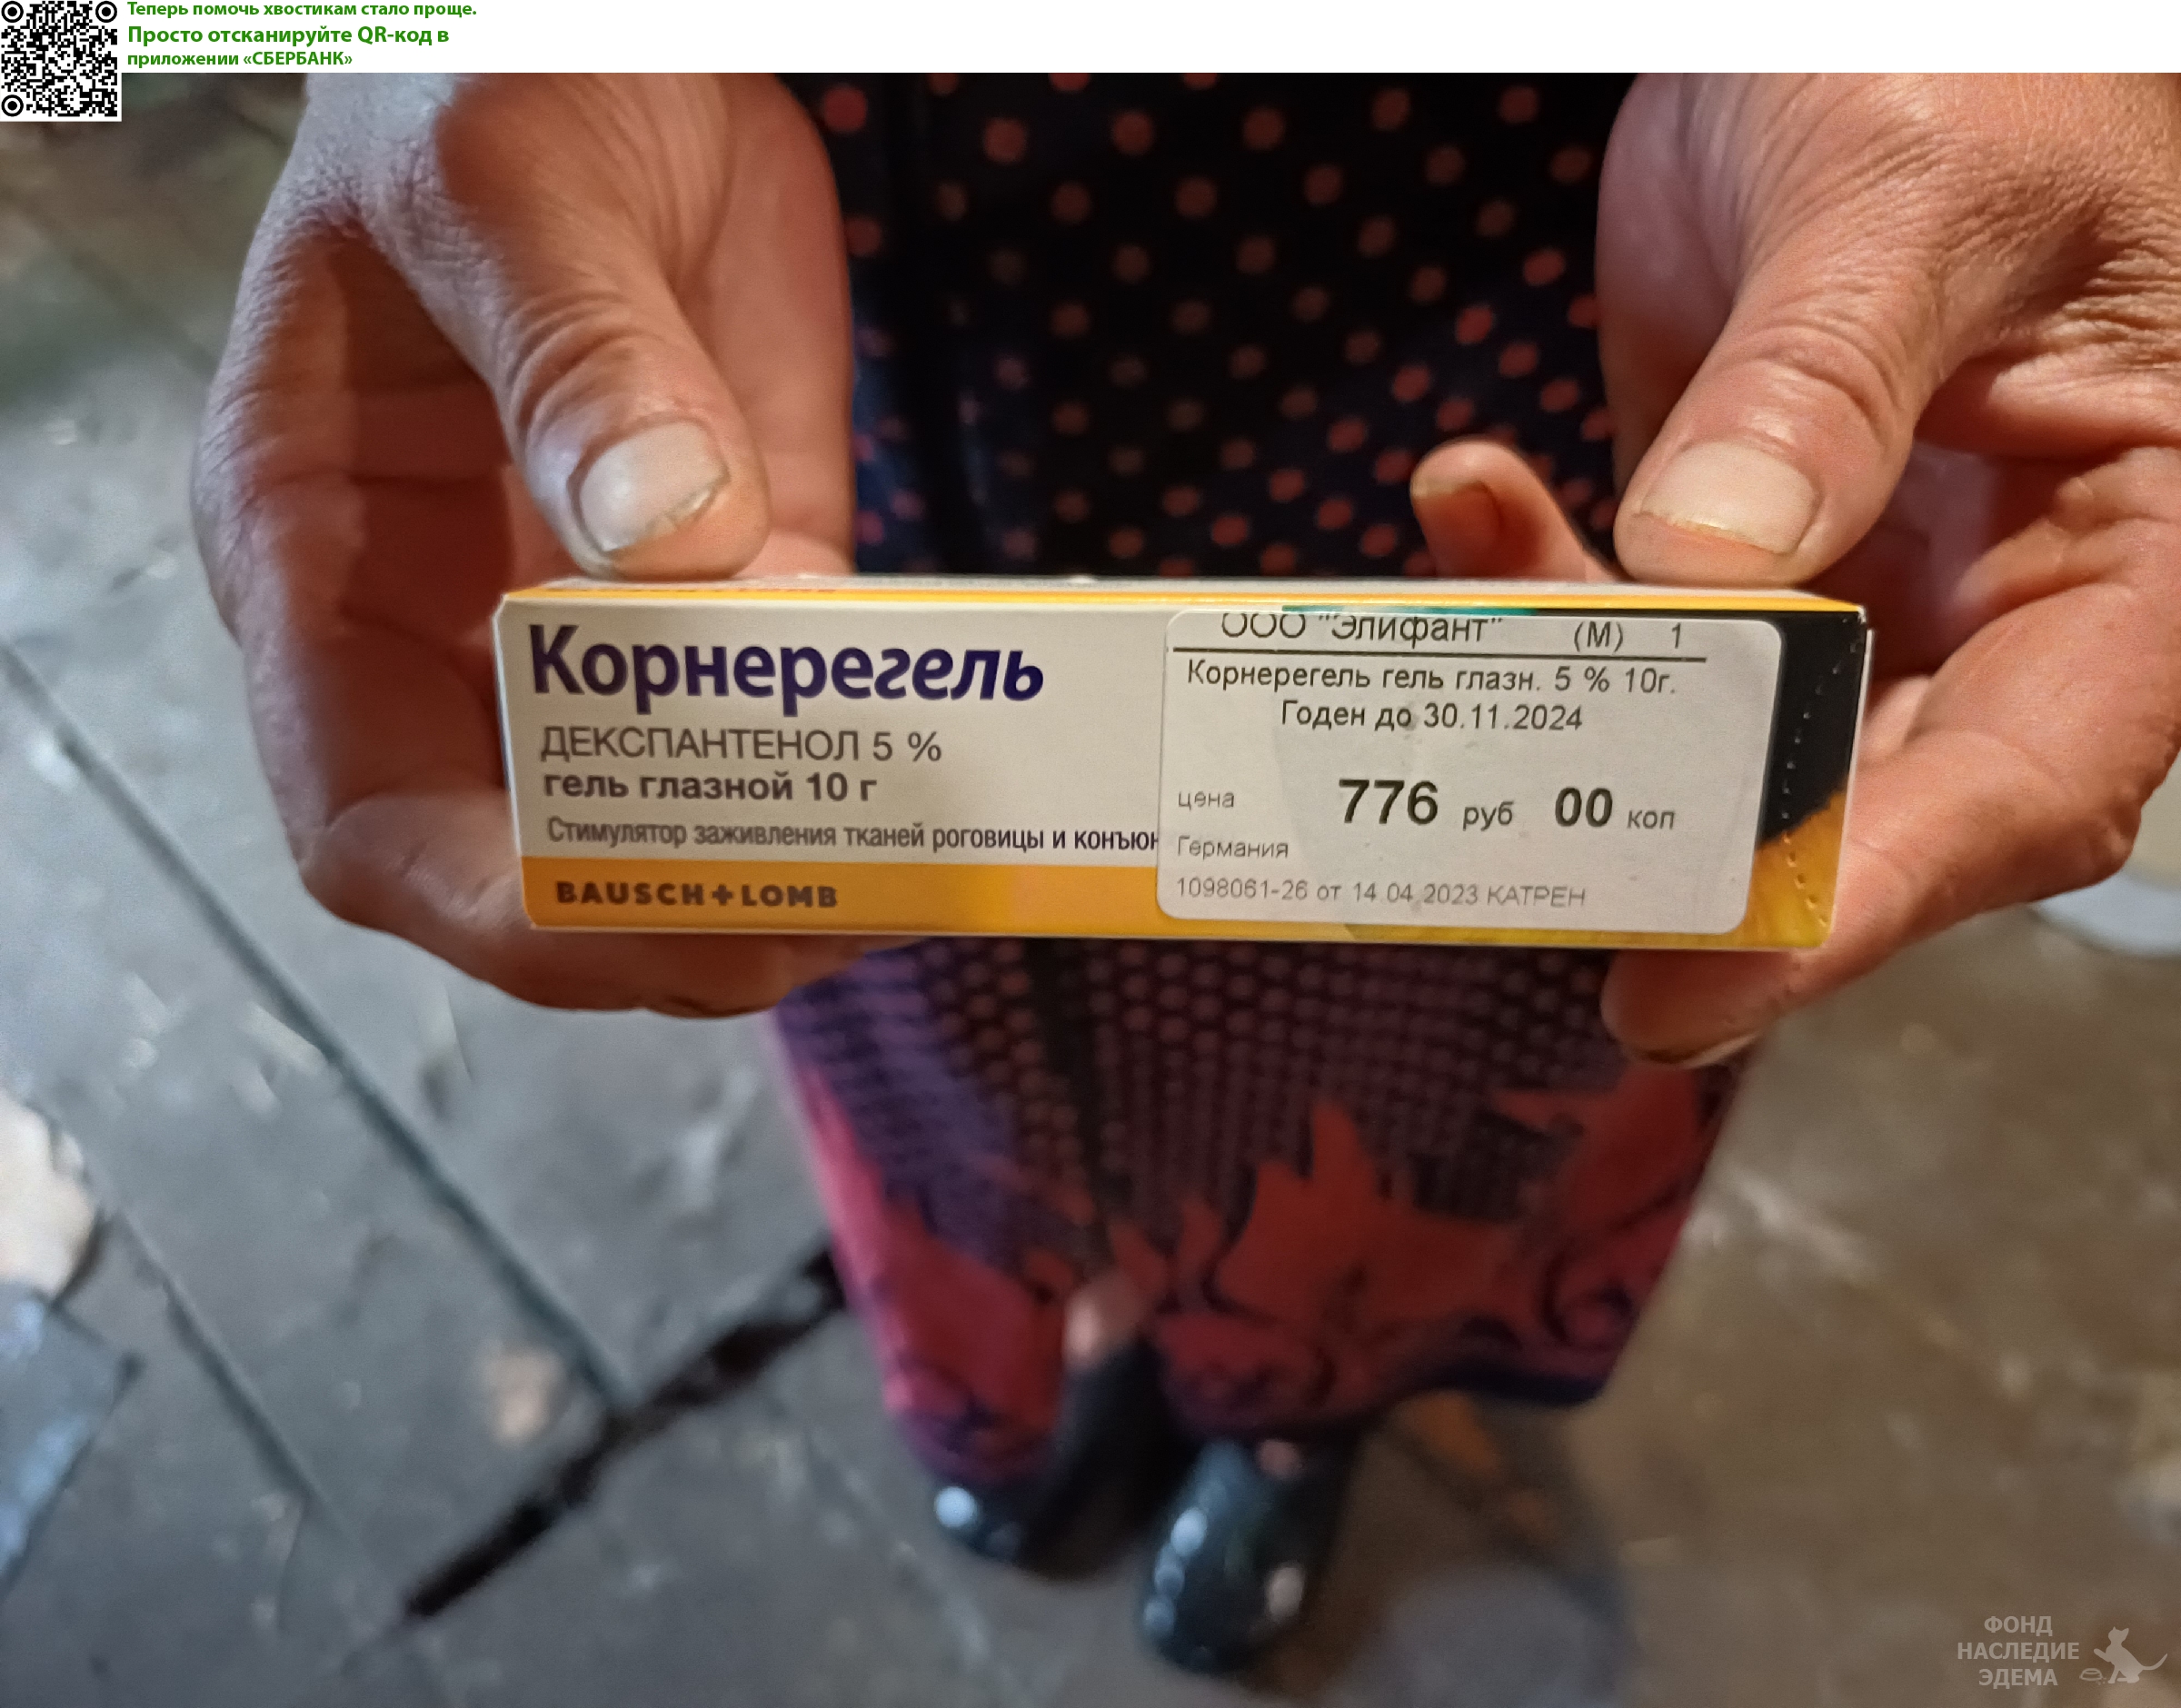 Теперь помочь хвостикам стало проще.
Просто отсканируйте QR-код в
приложении «СБЕРБАНК»
Корнерегель
ДЕКСПАНТЕНОЛ 5 %
гель глазной 10 г
Стимулятор заживления тканей роговицы и
BAUSCH+LOMB
ООО "Элифант" (М) 1
Корнерегель гель глазн. 5 % 10г.
Годен до 30.11.2024
цена 776 руб 00 коп
Германия
1098061-26 от 14.04.2023 КАТРЕН
ФОНД
НАСЛЕДИЕ
ЭДЕМА